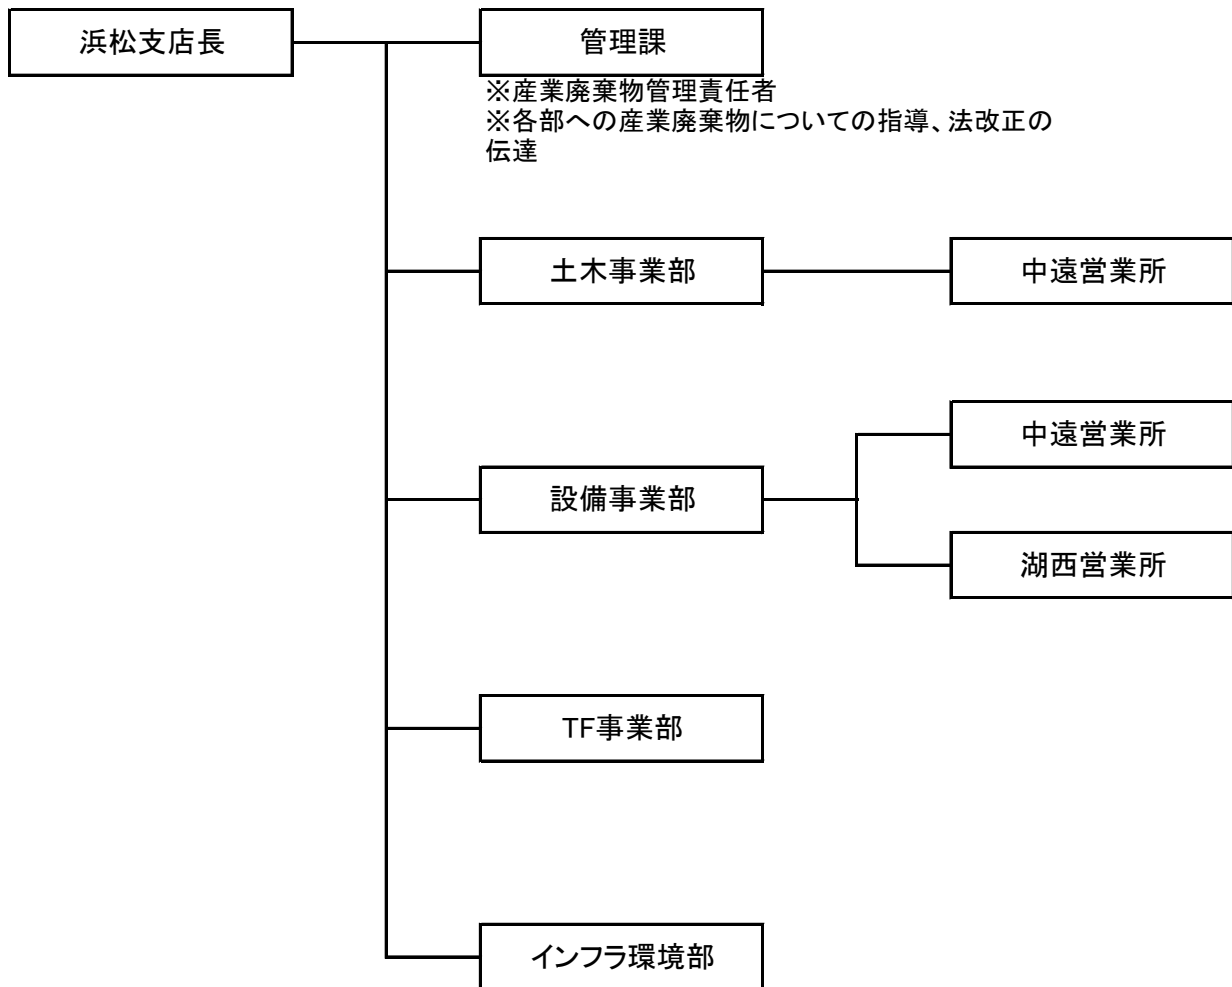 浜松支店長
管理課
※産業廃棄物管理責任者
※各部への産業廃棄物についての指導、法改正の
伝達
土木事業部
中遠営業所
中遠営業所
設備事業部
湖西営業所
TF事業部
インフラ環境部